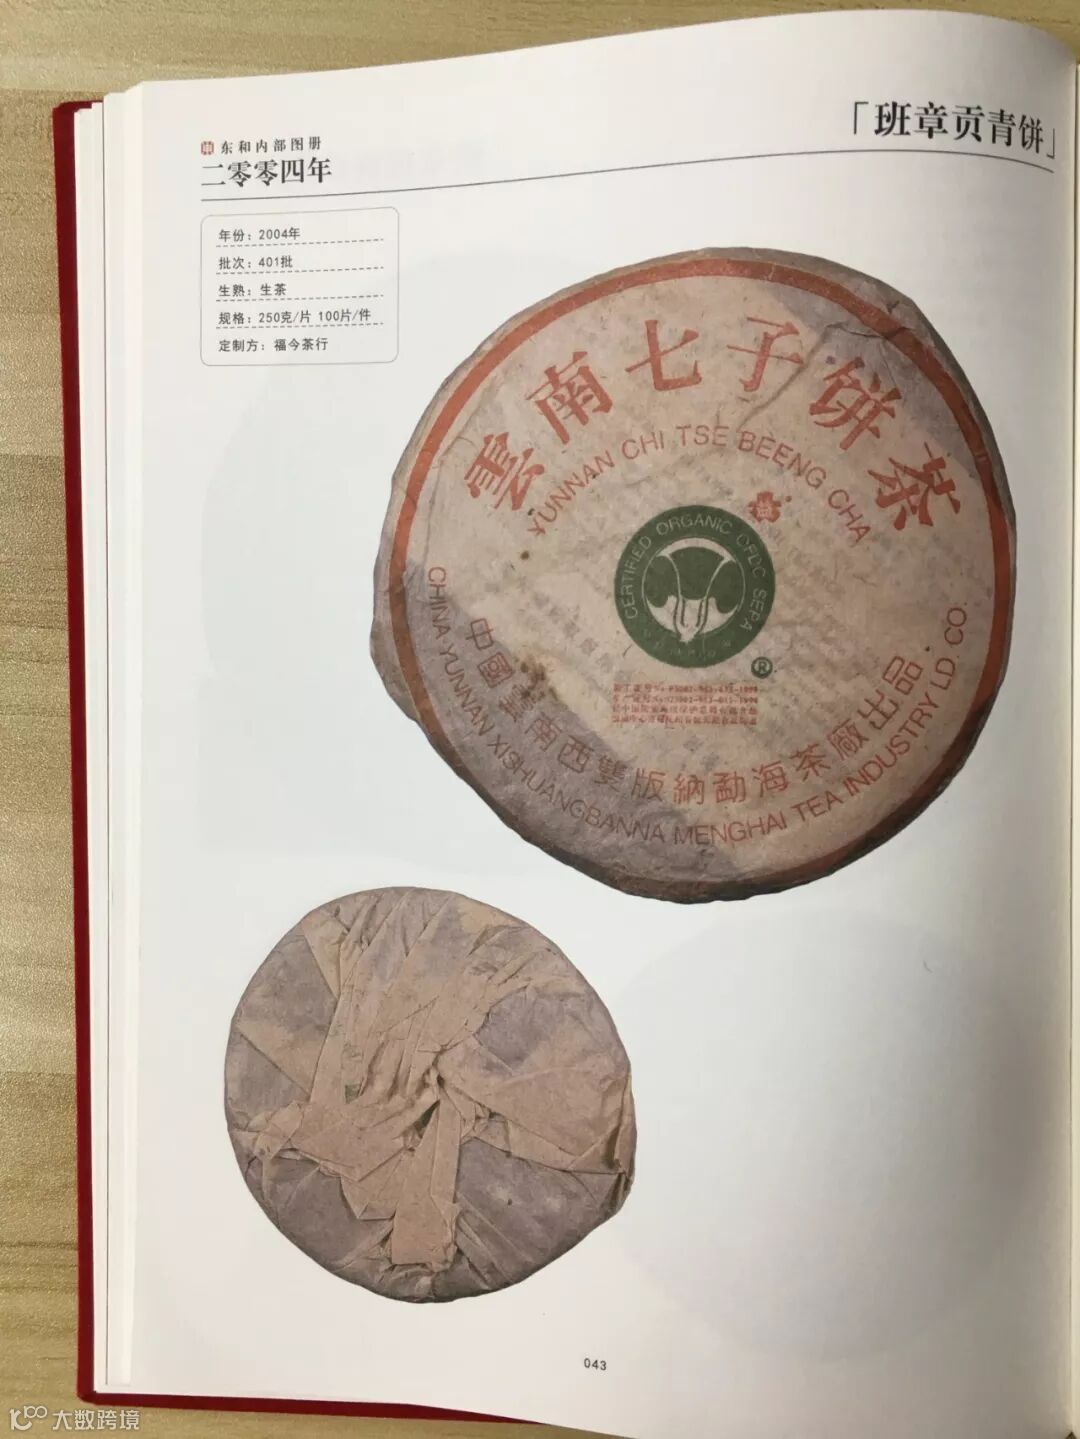 东和内部图册
二零零四年
「班章贡青饼」
年份：2004年
批次：401批
生熟：生茶
规格：250克/片 100片/件
定制方：福今茶行
雲南七子饼茶
YUNNAN CHI TSE BEENG CHA
CERTIFIED ORGANIC OFDC SEPA
®
中國雲南西雙版納勐海茶廠出品
CHINA YUNNAN XISHUANGBANNA MENGHAI TEA INDUSTRY LD. CO.
043
大数跨境